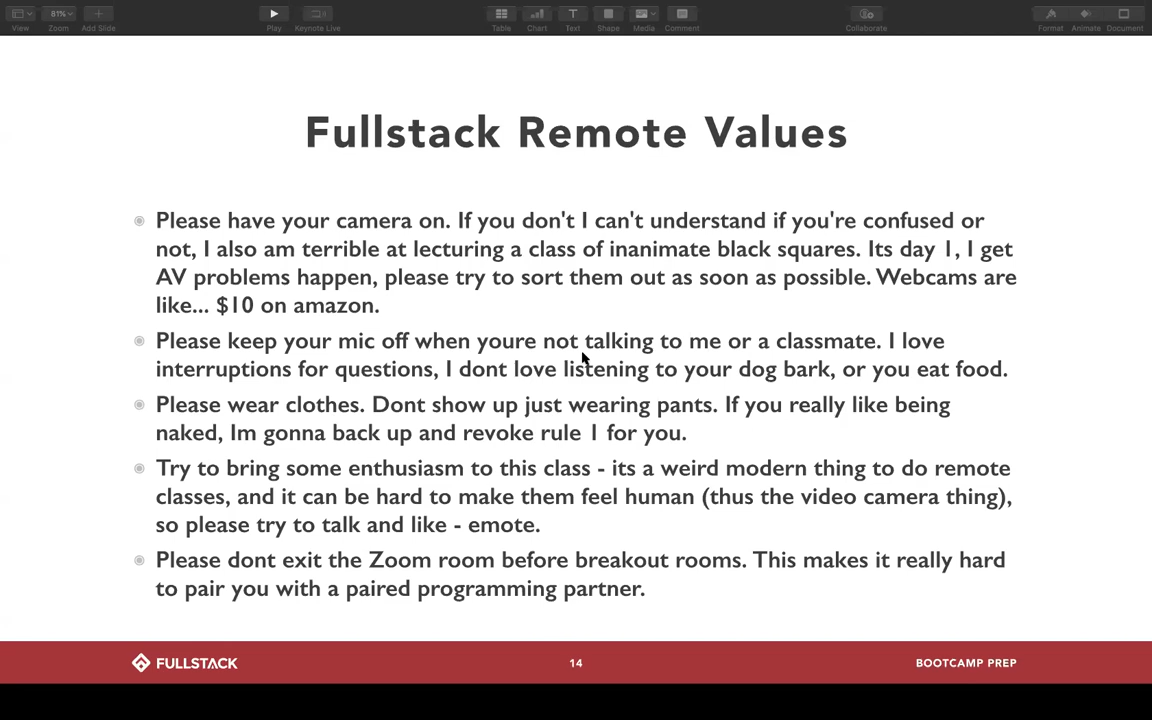 View
81%
Zoom
Add Slide
Play
Keynote Live
Table
Chart
Text
Shape
Media
Comment
Collaborate
Format
Animate
Document
Fullstack Remote Values
Please have your camera on. If you don't I can't understand if you're confused or
not, I also am terrible at lecturing a class of inanimate black squares. Its day 1, I get
AV problems happen, please try to sort them out as soon as possible. Webcams are
like... $10 on amazon.
Please keep your mic off when youre not talking to me or a classmate. I love
interruptions for questions, I dont love listening to your dog bark, or you eat food.
Please wear clothes. Dont show up just wearing pants. If you really like being
naked, Im gonna back up and revoke rule 1 for you.
Try to bring some enthusiasm to this class - its a weird modern thing to do remote
classes, and it can be hard to make them feel human (thus the video camera thing),
so please try to talk and like - emote.
Please dont exit the Zoom room before breakout rooms. This makes it really hard
to pair you with a paired programming partner.
FULLSTACK
14
BOOTCAMP PREP